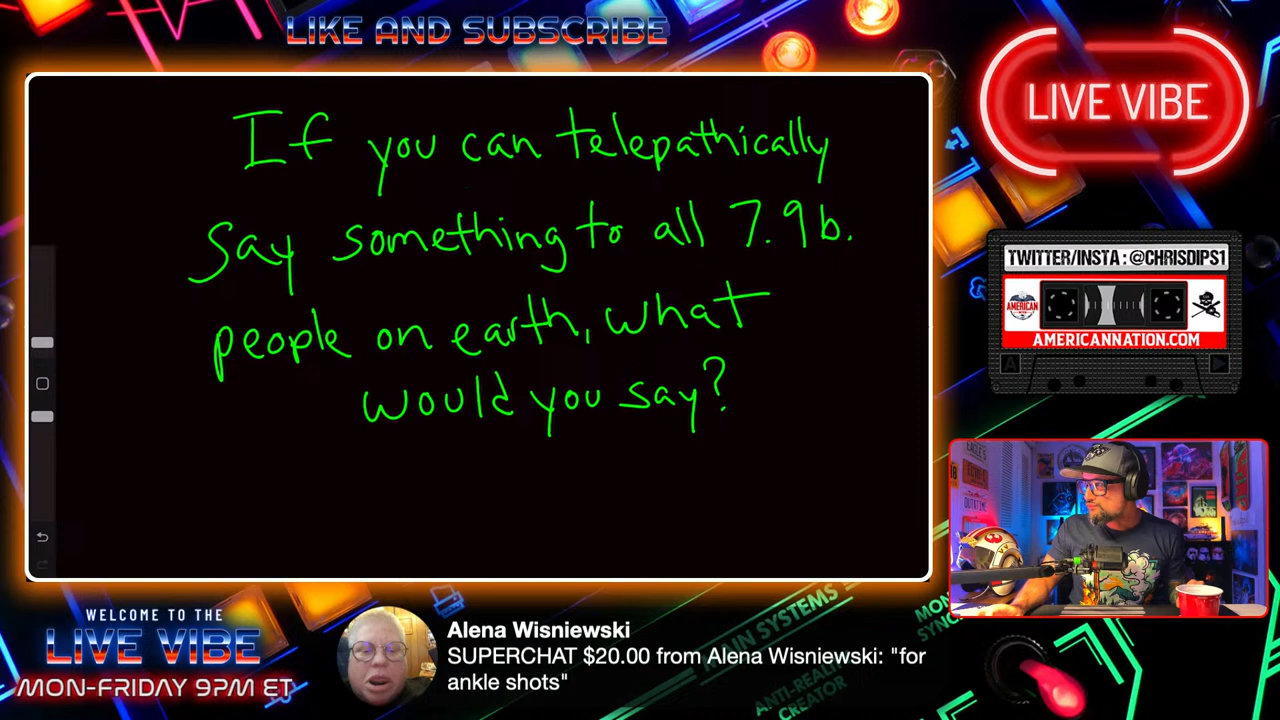 LIKE AND SUBSCRIBE
If you can telepathically
say something to all 7.9b.
people on earth, what
would you say?
LIVE VIBE
TWITTER/INSTA : @CHRISDIPS1
AMERICAN
AMERICANNATION.COM
A
WELCOME TO THE
LIVE VIBE
MON-FRIDAY 9PM ET
Alena Wisniewski
SUPERCHAT $20.00 from Alena Wisniewski: "for
ankle shots"
SYSTEMS
CREATOR